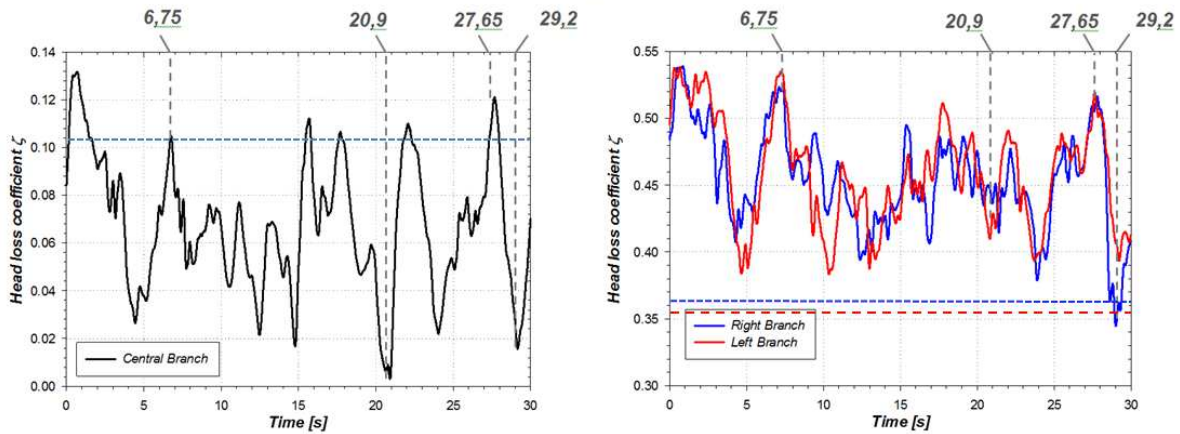 6,75 20,9 27,65 29,2
0.14
0.12
0.10
0.08
0.06
0.04
0.02
0.00
Head loss coefficient ζ
Central Branch
0 5 10 15 20 25 30
Time [s]
6,75 20,9 27,65 29,2
0.55
0.50
0.45
0.40
0.35
0.30
Head loss coefficient ζ
Right Branch
Left Branch
0 5 10 15 20 25 30
Time [s]